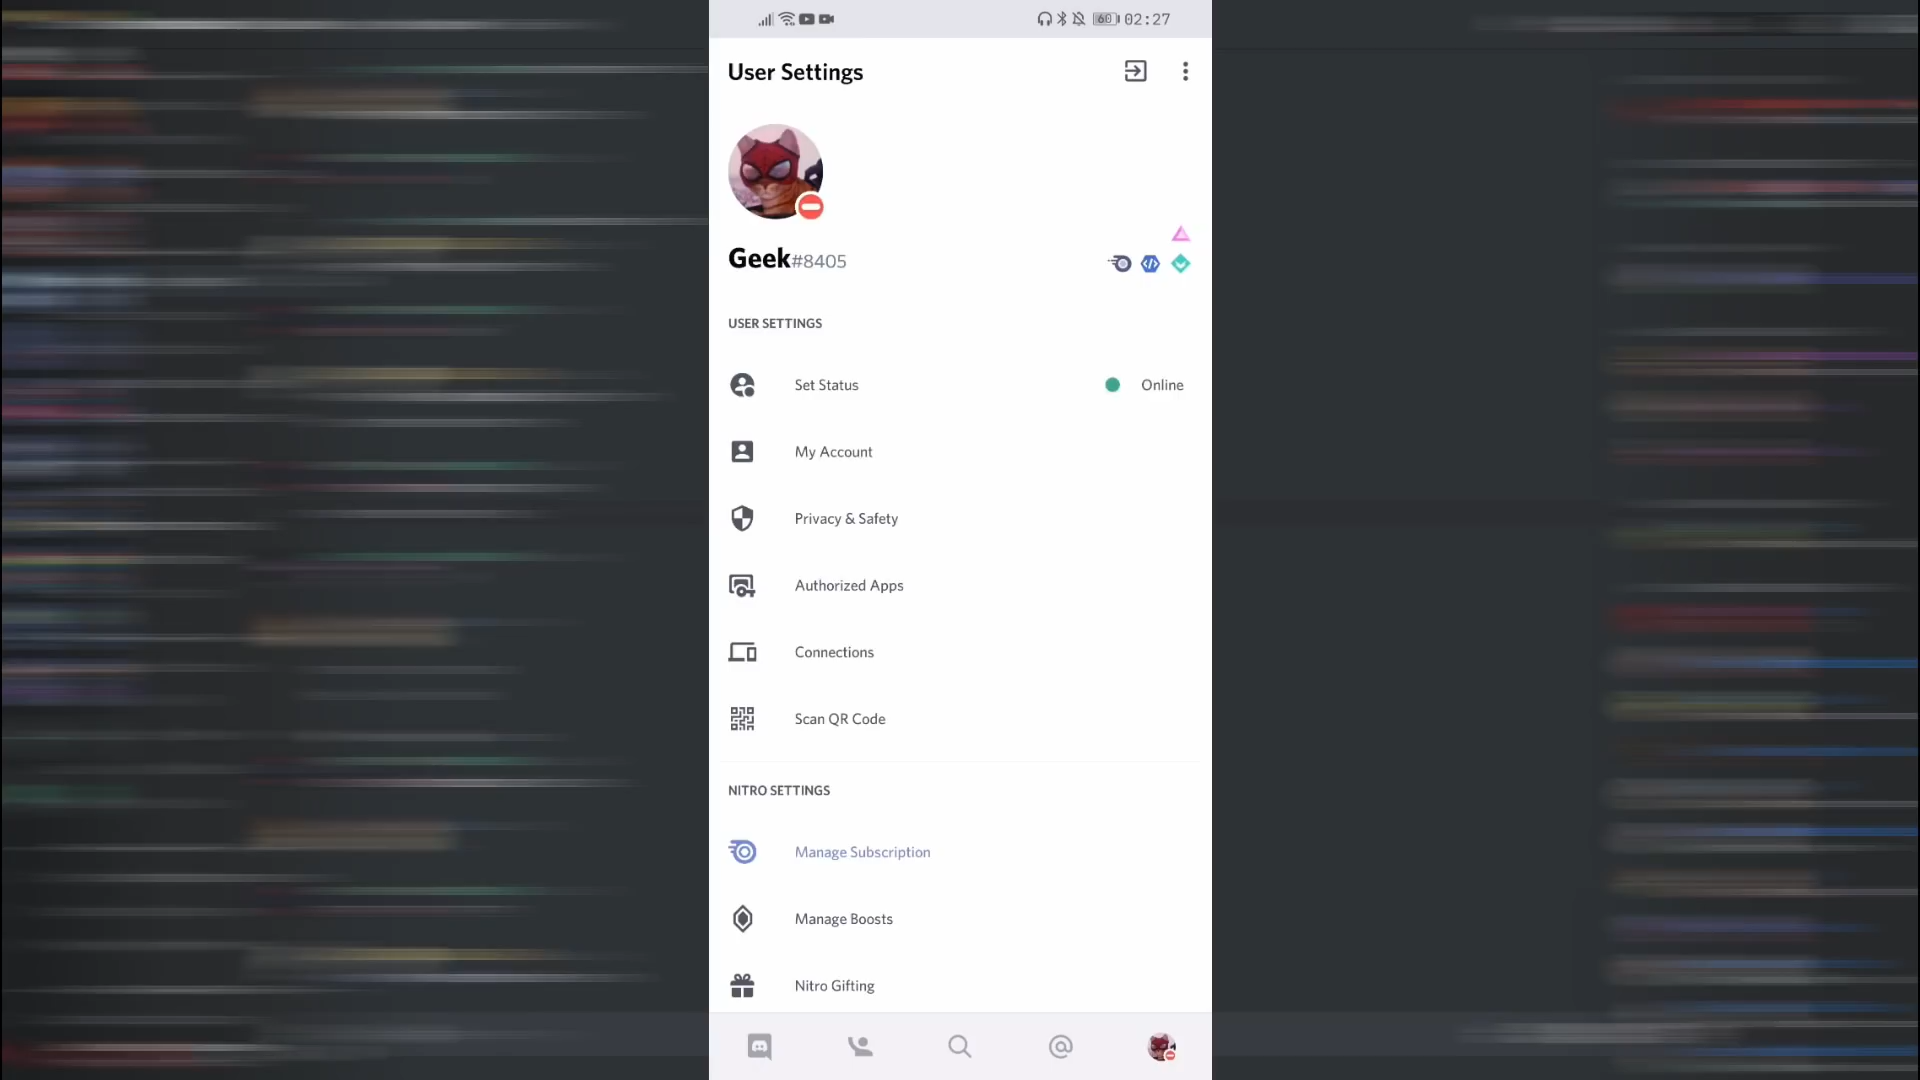 60 02:27
User Settings
Geek#8405
USER SETTINGS
Set Status Online
My Account
Privacy & Safety
Authorized Apps
Connections
Scan QR Code
NITRO SETTINGS
Manage Subscription
Manage Boosts
Nitro Gifting